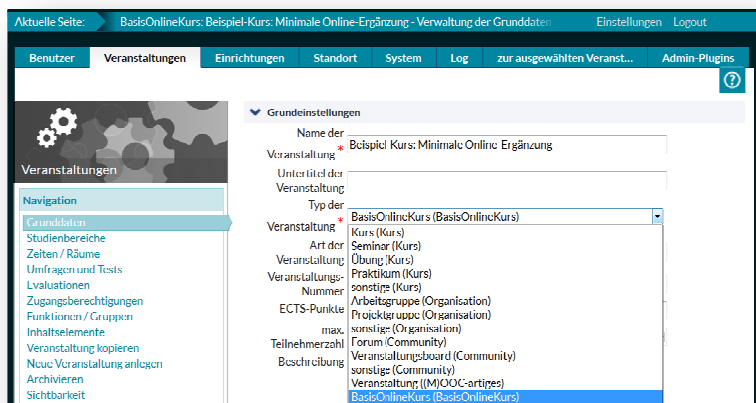 Aktuelle Seite: BasisOnlineKurs: Beispiel-Kurs: Minimale Online-Ergänzung - Verwaltung der Grunddaten Einstellungen Logout
Benutzer Veranstaltungen Einrichtungen Standort System Log zur ausgewählten Veranst... Admin-Plugins
?
Veranstaltungen
Navigation
Grunddaten
Studienbereiche
Zeiten / Räume
Umfragen und Tests
Evaluationen
Zugangsberechtigungen
Funktionen / Gruppen
Inhaltselemente
Veranstaltung kopieren
Neue Veranstaltung anlegen
Archivieren
Sichtbarkeit
Grundeinstellungen
Name der
Veranstaltung * Beispiel-Kurs: Minimale Online-Ergänzung
Untertitel der
Veranstaltung
Typ der
Veranstaltung * BasisOnlineKurs (BasisOnlineKurs)
Art der
Veranstaltung
Veranstaltungs-
Nummer
ECTS-Punkte
max.
Teilnehmerzahl
Beschreibung
Kurs (Kurs)
Seminar (Kurs)
Übung (Kurs)
Praktikum (Kurs)
sonstige (Kurs)
Arbeitsgruppe (Organisation)
Projektgruppe (Organisation)
sonstige (Organisation)
Forum (Community)
Veranstaltungsboard (Community)
sonstige (Community)
Veranstaltung ((M)OOC-artiges)
BasisOnlineKurs (BasisOnlineKurs)